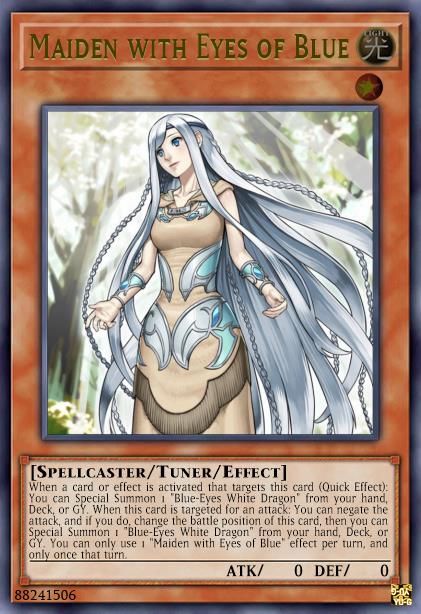 Maiden with Eyes of Blue
LIGHT
光
[Spellcaster/Tuner/Effect]
When a card or effect is activated that targets this card (Quick Effect):
You can Special Summon 1 "Blue-Eyes White Dragon" from your hand,
Deck, or GY. When this card is targeted for an attack: You can negate
the attack, and if you do, change the battle position of this card, then you
can Special Summon 1 "Blue-Eyes White Dragon" from your hand, Deck,
or GY. You can only use 1 "Maiden with Eyes of Blue" effect per turn, and
only once that turn.
ATK/ 0 DEF/ 0
88241506